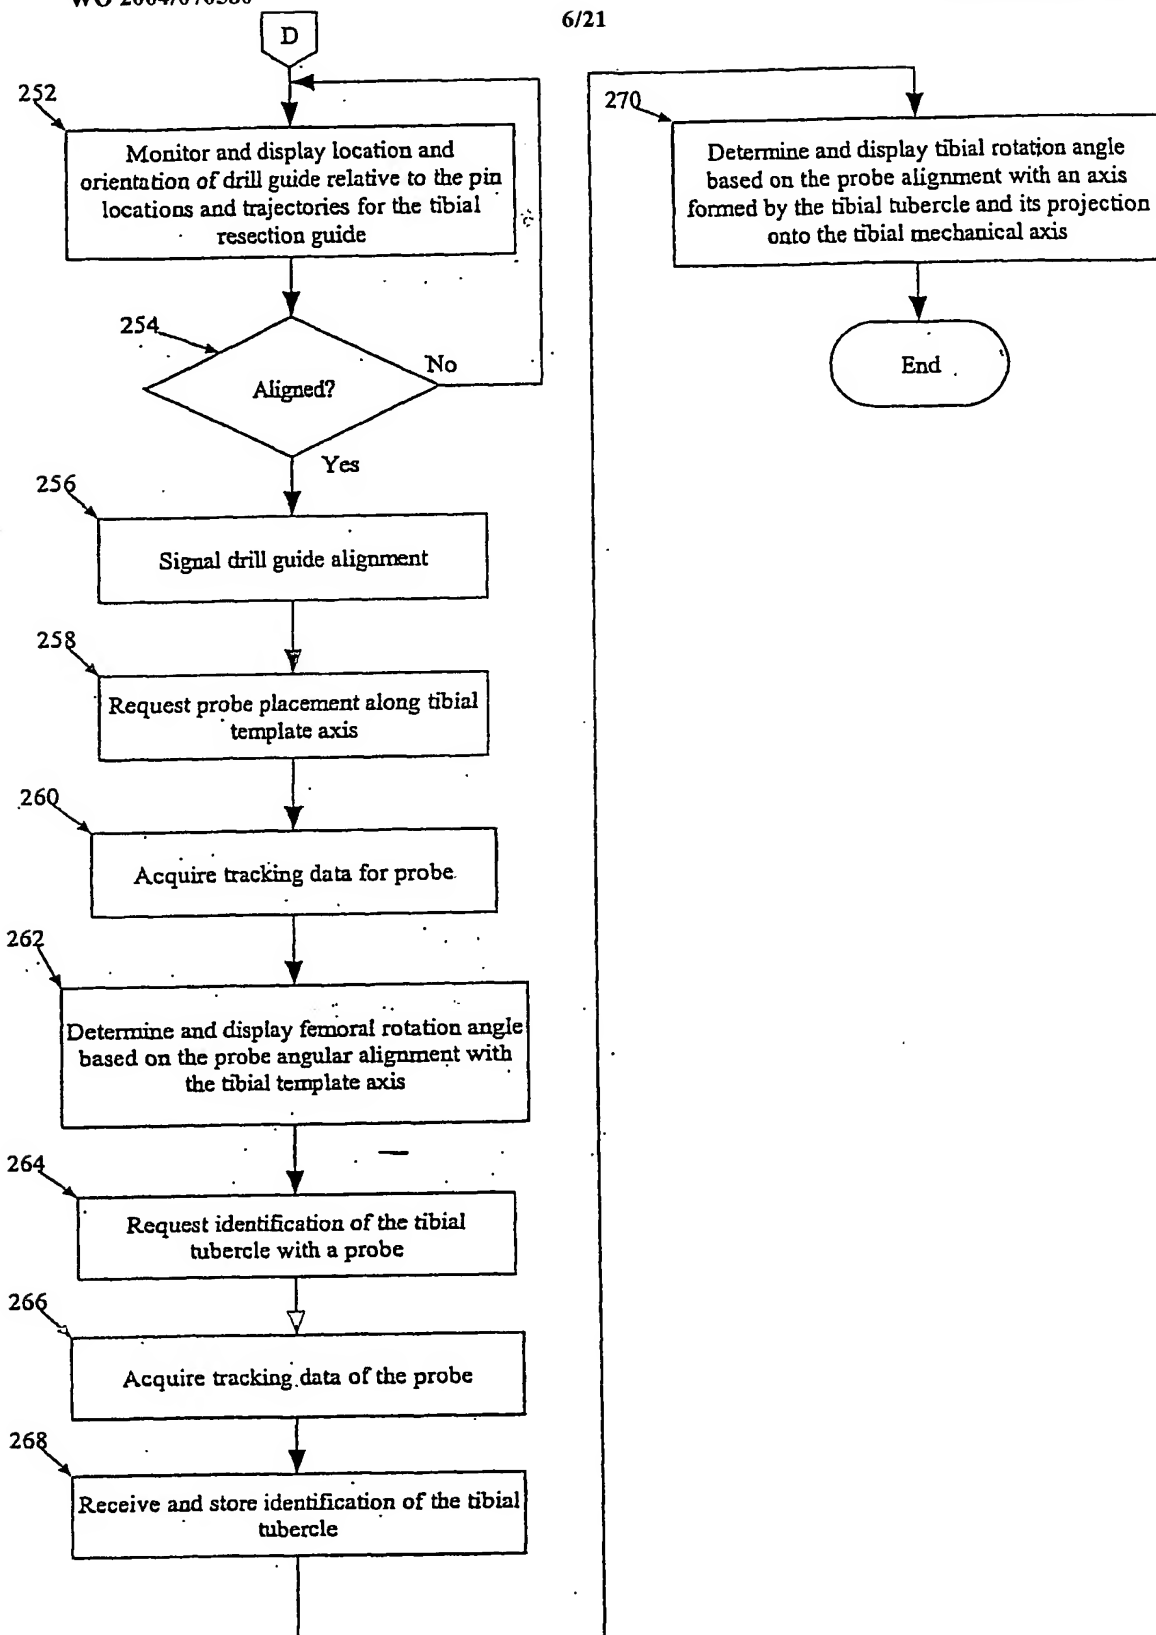 6/21
D
252
Monitor and display location and
orientation of drill guide relative to the pin
locations and trajectories for the tibial
resection guide
254
No
Aligned?
Yes
256
Signal drill guide alignment
258
Request probe placement along tibial
template axis
260
Acquire tracking data for probe
262
Determine and display femoral rotation angle
based on the probe angular alignment with
the tibial template axis
264
Request identification of the tibial
tubercle with a probe
266
Acquire tracking data of the probe
268
Receive and store identification of the tibial
tubercle
270
Determine and display tibial rotation angle
based on the probe alignment with an axis
formed by the tibial tubercle and its projection
onto the tibial mechanical axis
End